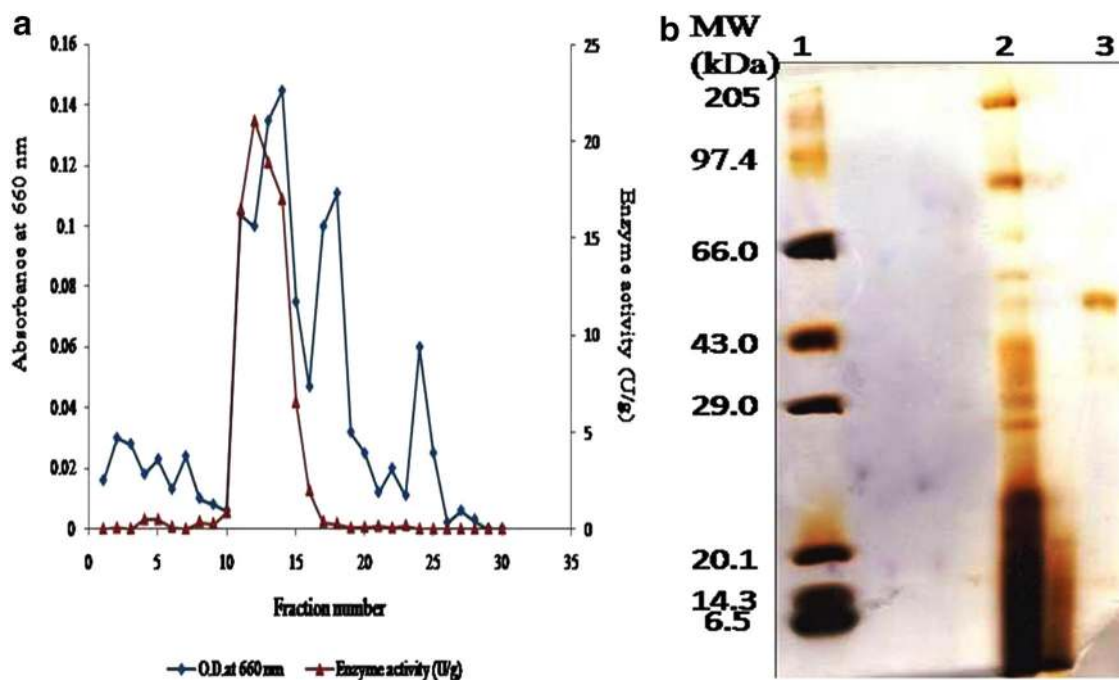 a
0.16
0.14
0.12
0.1
0.08
0.06
0.04
0.02
0
Absorbance at 660 nm
25
20
15
10
5
0
Enzyme activity (U/g)
0 5 10 15 20 25 30 35
Fraction number
O.D. at 660 nm Enzyme activity (U/g)
b MW 1 2 3
(kDa)
205
97.4
66.0
43.0
29.0
20.1
14.3
6.5